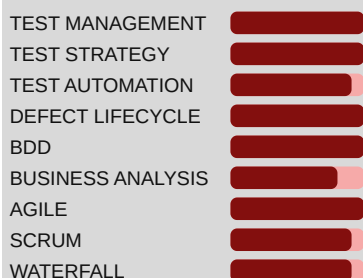 TEST MANAGEMENT
TEST STRATEGY
TEST AUTOMATION
DEFECT LIFECYCLE
BDD
BUSINESS ANALYSIS
AGILE
SCRUM
WATERFALL